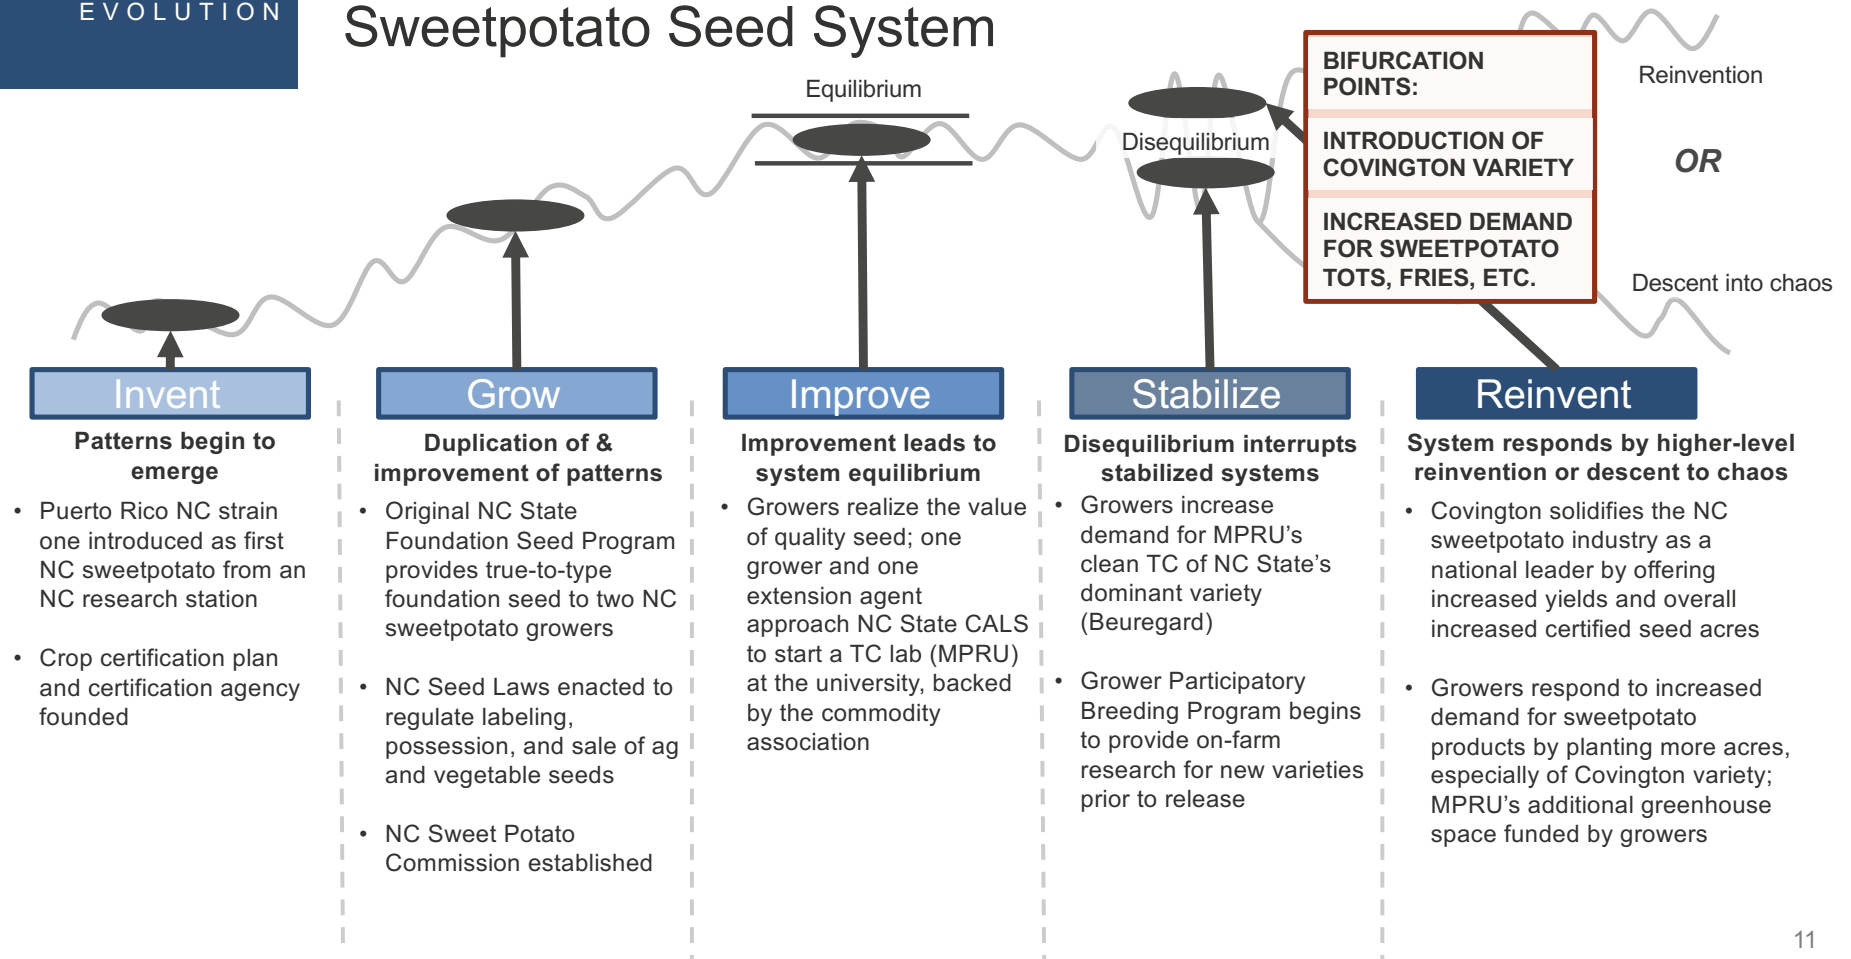 EVOLUTION
Sweetpotato Seed System
Equilibrium
Disequilibrium
BIFURCATION
POINTS:
INTRODUCTION OF
COVINGTON VARIETY
INCREASED DEMAND
FOR SWEETPOTATO
TOTS, FRIES, ETC.
Reinvention
OR
Descent into chaos
Invent
Patterns begin to
emerge
• Puerto Rico NC strain
one introduced as first
NC sweetpotato from an
NC research station
• Crop certification plan
and certification agency
founded
Grow
Duplication of &
improvement of patterns
• Original NC State
Foundation Seed Program
provides true-to-type
foundation seed to two NC
sweetpotato growers
• NC Seed Laws enacted to
regulate labeling,
possession, and sale of ag
and vegetable seeds
• NC Sweet Potato
Commission established
Improve
Improvement leads to
system equilibrium
• Growers realize the value
of quality seed; one
grower and one
extension agent
approach NC State CALS
to start a TC lab (MPRU)
at the university, backed
by the commodity
association
Stabilize
Disequilibrium interrupts
stabilized systems
• Growers increase
demand for MPRU's
clean TC of NC State's
dominant variety
(Beuregard)
• Grower Participatory
Breeding Program begins
to provide on-farm
research for new varieties
prior to release
Reinvent
System responds by higher-level
reinvention or descent to chaos
• Covington solidifies the NC
sweetpotato industry as a
national leader by offering
increased yields and overall
increased certified seed acres
• Growers respond to increased
demand for sweetpotato
products by planting more acres,
especially of Covington variety;
MPRU's additional greenhouse
space funded by growers
11